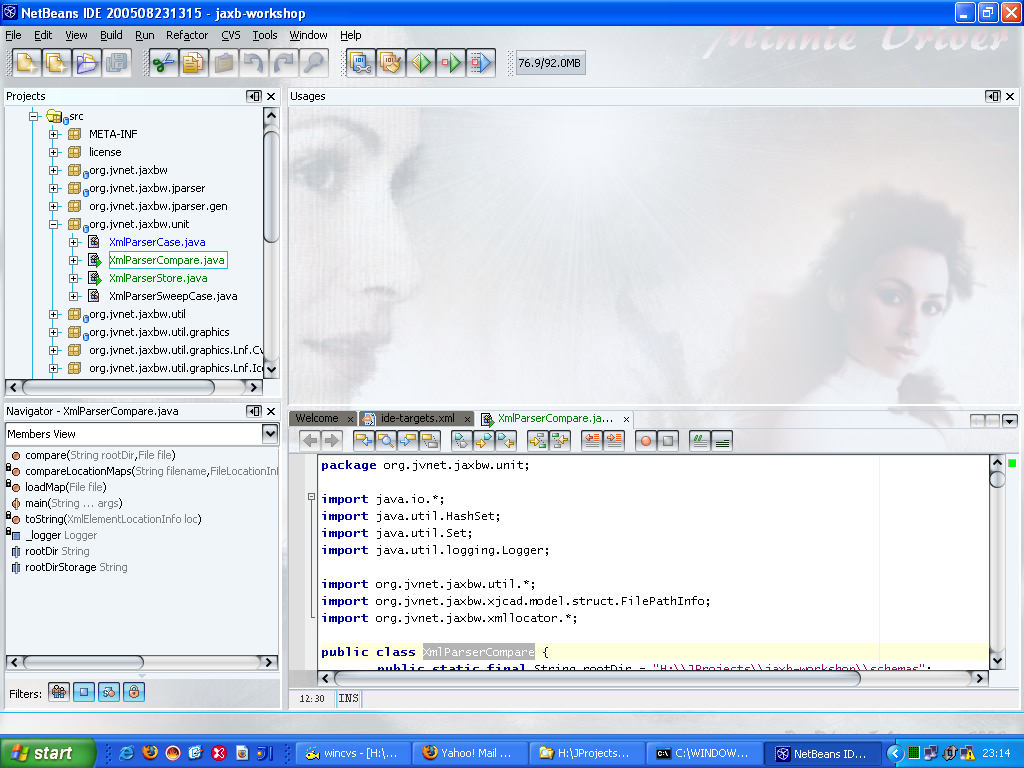 NetBeans IDE 200508231315 - jaxb-workshop
File Edit View Build Run Refactor CVS Tools Window Help
Minnie Driver
76.9/92.0MB
Projects
Usages
src
META-INF
license
org.jvnet.jaxbw
org.jvnet.jaxbw.jparser
org.jvnet.jaxbw.jparser.gen
org.jvnet.jaxbw.unit
XmlParserCase.java
XmlParserCompare.java
XmlParserStore.java
XmlParserSweepCase.java
org.jvnet.jaxbw.util
org.jvnet.jaxbw.util.graphics
org.jvnet.jaxbw.util.graphics.Lnf.Cv
org.jvnet.jaxbw.util.graphics.Lnf.Ico
Navigator - XmlParserCompare.java
Members View
compare(String rootDir,File file)
compareLocationMaps(String filename,FileLocationInf
loadMap(File file)
main(String ... args)
toString(XmlElementLocationInfo loc)
_logger Logger
rootDir String
rootDirStorage String
Filters:
Welcome x ide-targets.xml x XmlParserCompare.ja... x
package org.jvnet.jaxbw.unit;
import java.io.*;
import java.util.HashSet;
import java.util.Set;
import java.util.logging.Logger;
import org.jvnet.jaxbw.util.*;
import org.jvnet.jaxbw.xjcad.model.struct.FilePathInfo;
import org.jvnet.jaxbw.xmllocator.*;
public class XmlParserCompare {
public static final String rootDir = "H:\\JProjects\\jaxb-workshop\\schemas";
12:30 INS
start
wincvs - [H:\...
Yahoo! Mail ...
H:\JProjects...
C:\WINDOW...
NetBeans ID...
23:14